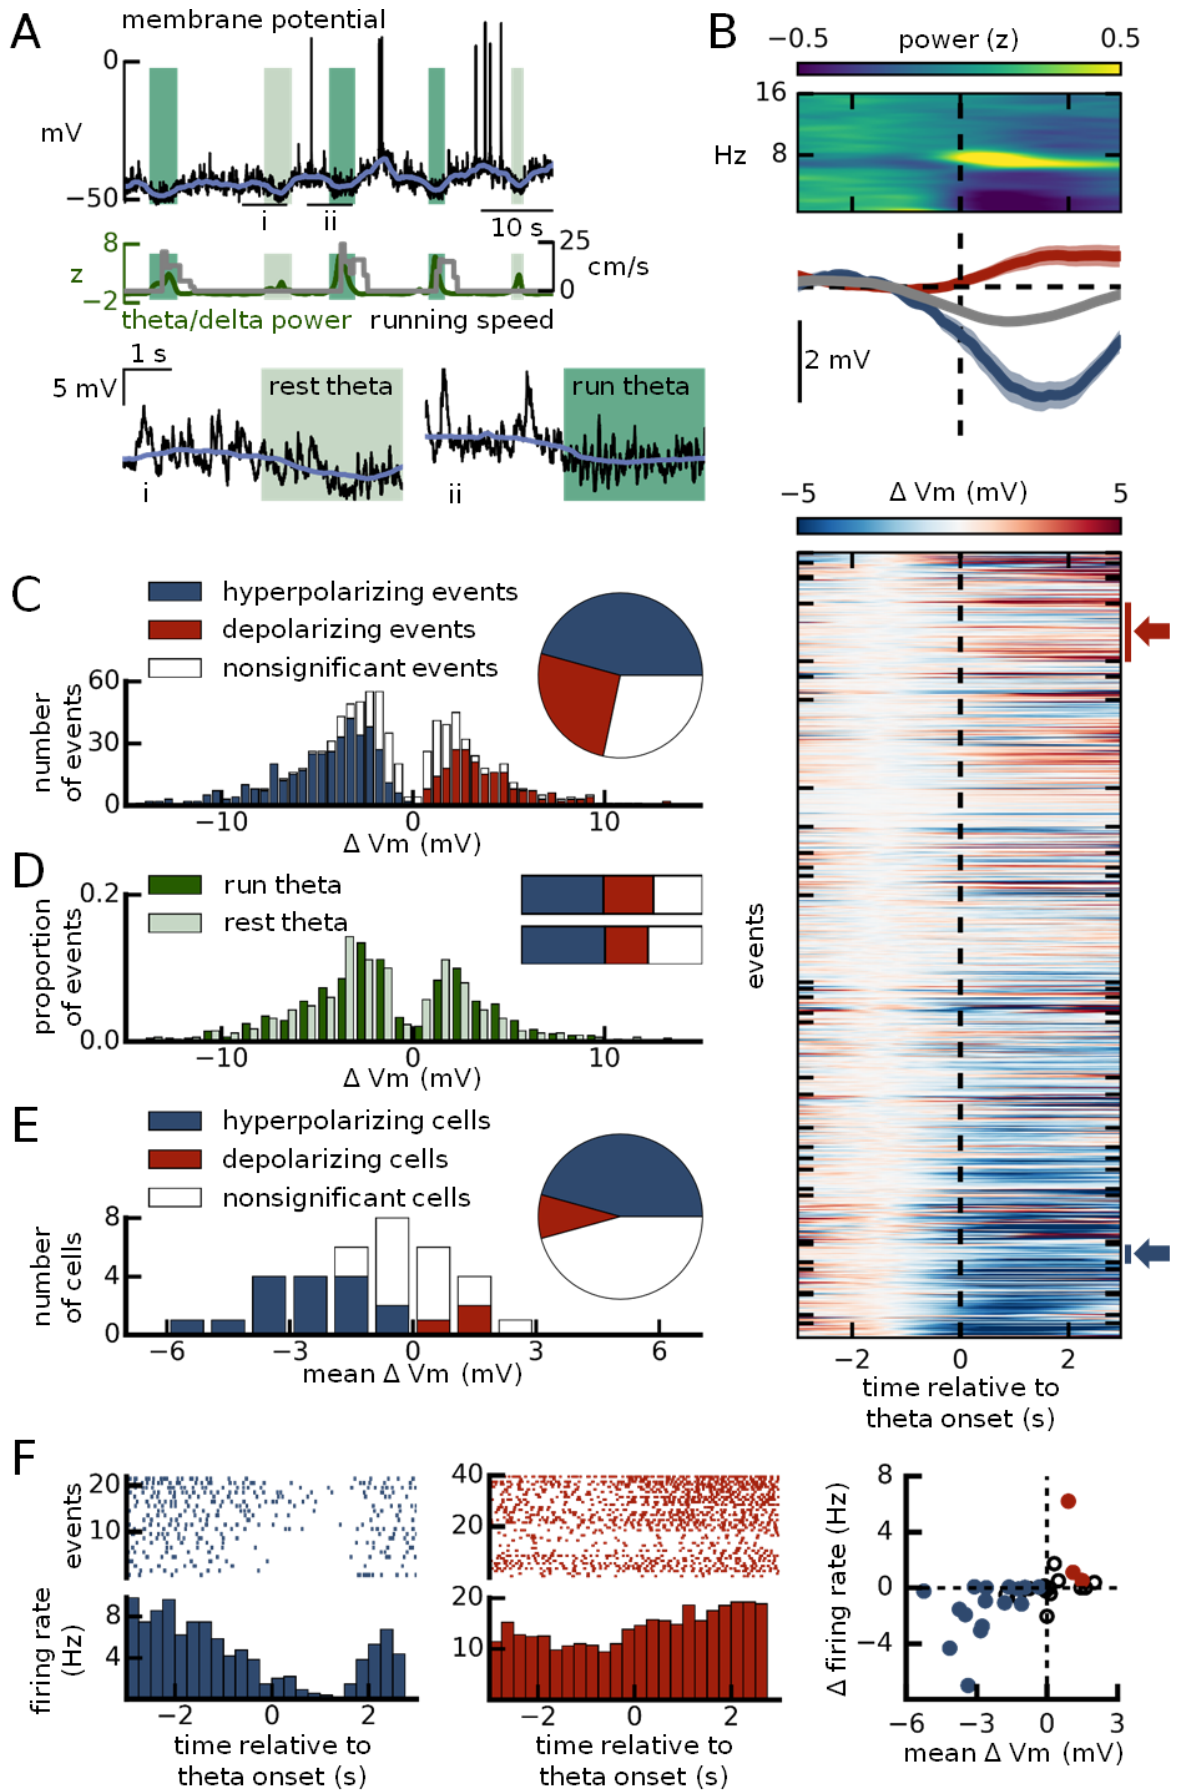 A
membrane potential
0
mV
−50
i
ii
10 s
8
z
−2
25
cm/s
0
theta/delta power
running speed
1 s
5 mV
rest theta
run theta
i
ii
B
−0.5
power (z)
0.5
16
Hz
8
2 mV
−5
Δ Vm (mV)
5
events
−2
0
2
time relative to
theta onset (s)
C
hyperpolarizing events
depolarizing events
nonsignificant events
number
of events
60
30
0
−10
0
10
Δ Vm (mV)
D
run theta
rest theta
proportion
of events
0.2
0.1
0.0
−10
0
10
Δ Vm (mV)
E
hyperpolarizing cells
depolarizing cells
nonsignificant cells
number
of cells
8
4
0
−6
−3
0
3
6
mean Δ Vm (mV)
F
events
20
10
firing rate
(Hz)
8
4
−2
0
2
time relative to
theta onset (s)
40
20
20
10
−2
0
2
time relative to
theta onset (s)
Δ firing rate (Hz)
8
4
0
−4
−6
−3
0
3
mean Δ Vm (mV)